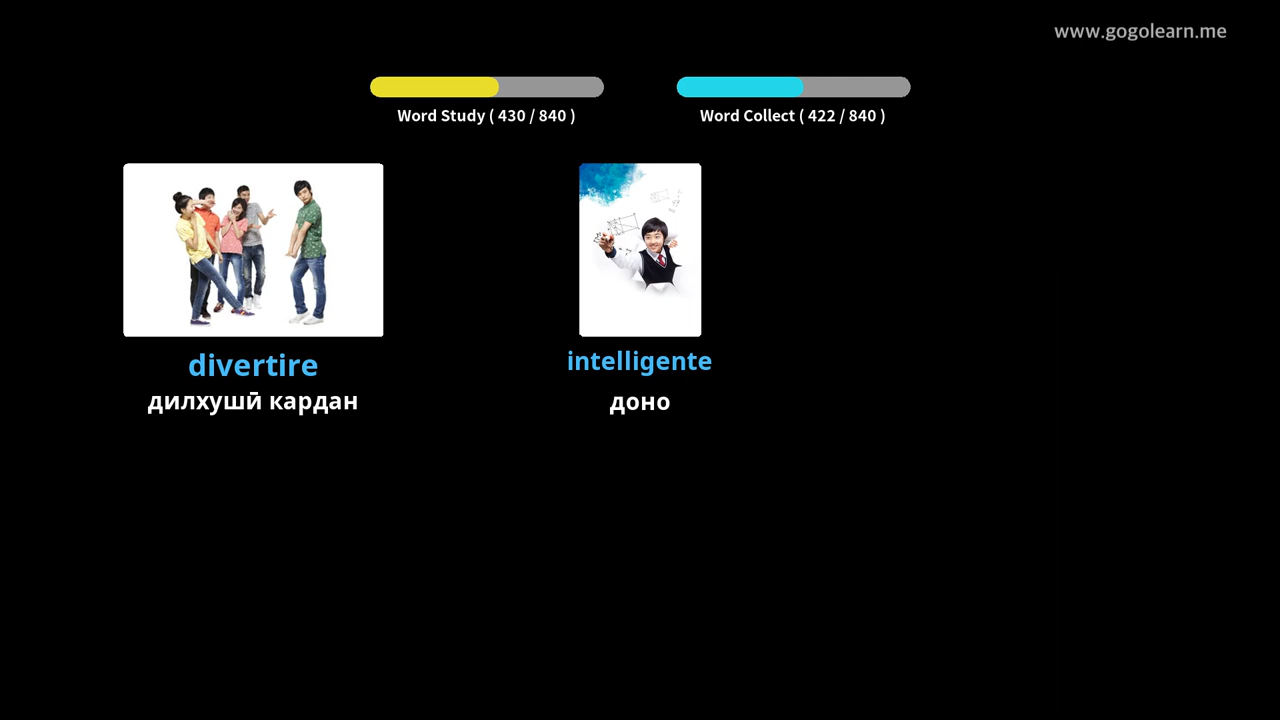 www.gogolearn.me
Word Study ( 430 / 840 )
Word Collect ( 422 / 840 )
divertire
дилхушӣ кардан
intelligente
доно